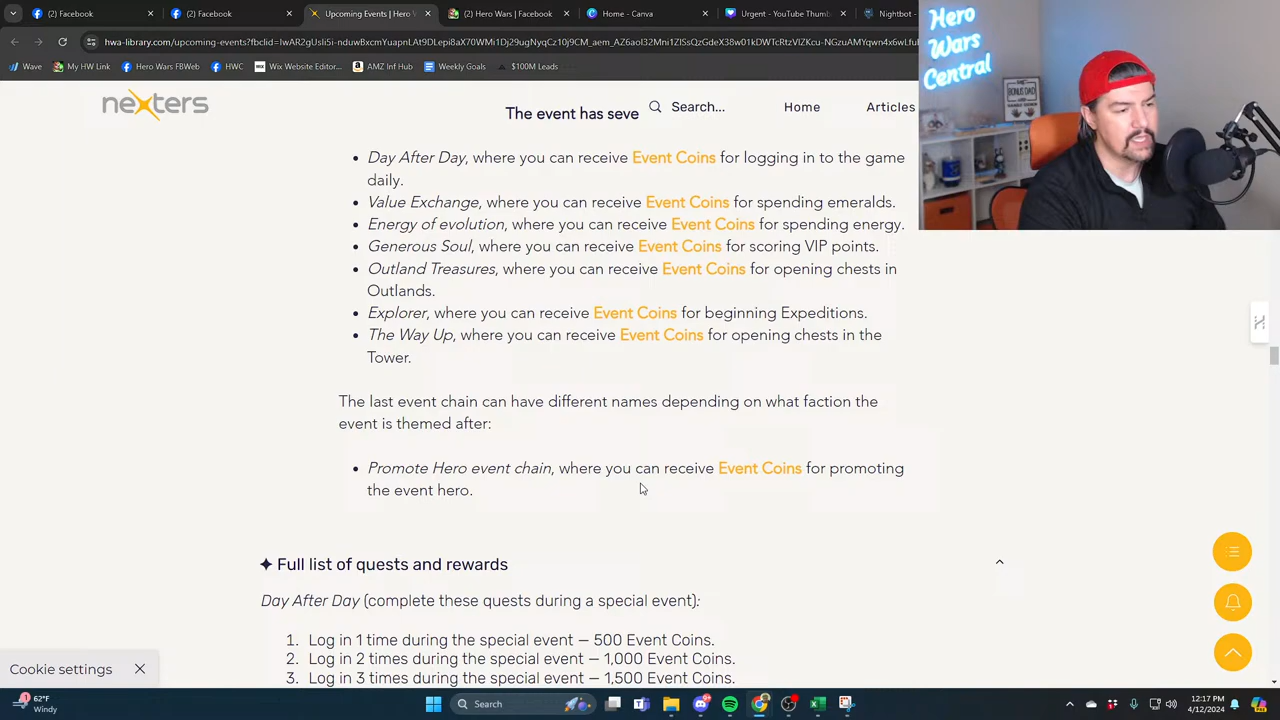 (2) Facebook
(2) Facebook
Upcoming Events | Hero V
(2) Hero Wars | Facebook
Home - Canva
Urgent - YouTube Thumb
Nightbot -
hwa-library.com/upcoming-events?fbclid=
Wave
My HW Link
Hero Wars FBWeb
HWC
Wix Website Editor...
AMZ Inf Hub
Weekly Goals
$100M Leads
Hero
Wars
Central
nexters
The event has seve
Search...
Home
Articles
BONUS DAD
• Day After Day, where you can receive Event Coins for logging in to the game
daily.
• Value Exchange, where you can receive Event Coins for spending emeralds.
• Energy of evolution, where you can receive Event Coins for spending energy.
• Generous Soul, where you can receive Event Coins for scoring VIP points.
• Outland Treasures, where you can receive Event Coins for opening chests in
Outlands.
• Explorer, where you can receive Event Coins for beginning Expeditions.
• The Way Up, where you can receive Event Coins for opening chests in the
Tower.
The last event chain can have different names depending on what faction the
event is themed after:
• Promote Hero event chain, where you can receive Event Coins for promoting
the event hero.
✦ Full list of quests and rewards
Day After Day (complete these quests during a special event):
1. Log in 1 time during the special event — 500 Event Coins.
2. Log in 2 times during the special event — 1,000 Event Coins.
3. Log in 3 times during the special event — 1,500 Event Coins.
Cookie settings
62°F
Windy
Search
12:17 PM
4/12/2024